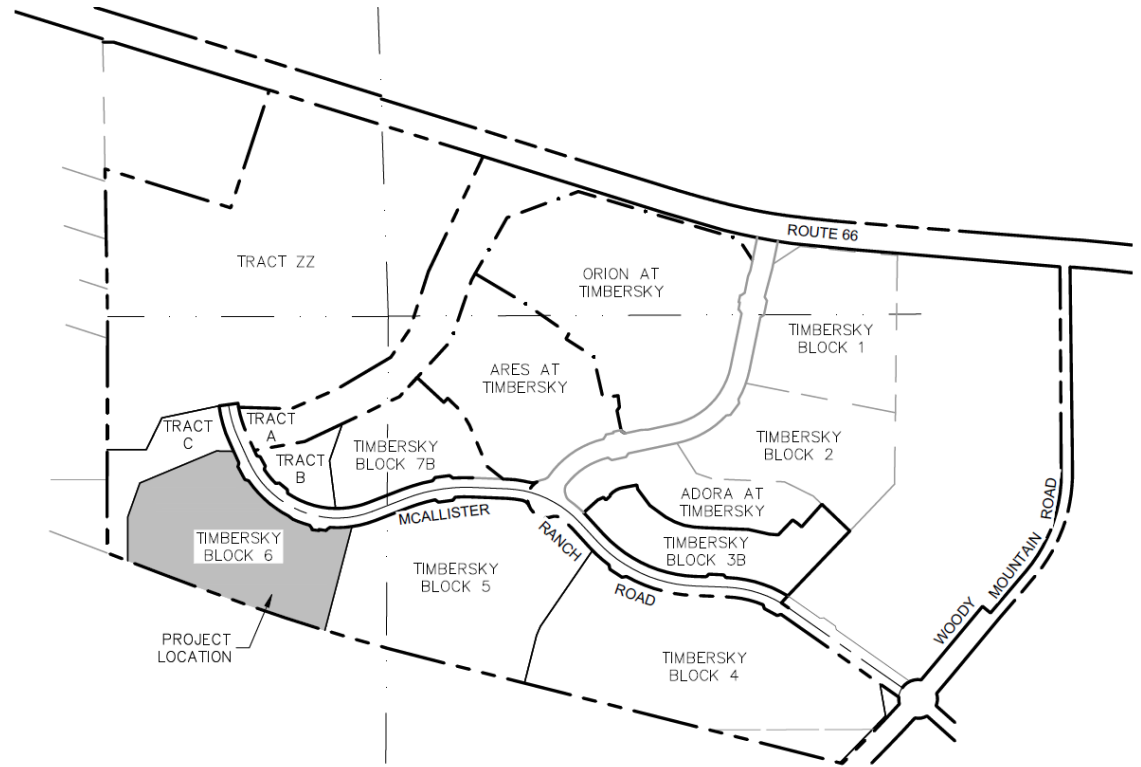 ROUTE 66
TRACT ZZ
ORION AT
TIMBERSKY
TIMBERSKY
BLOCK 1
ARES AT
TIMBERSKY
TRACT
C
TRACT
A
TRACT
B
TIMBERSKY
BLOCK 7B
TIMBERSKY
BLOCK 2
ADORA AT
TIMBERSKY
MCALLISTER
RANCH
ROAD
TIMBERSKY
BLOCK 3B
TIMBERSKY
BLOCK 6
TIMBERSKY
BLOCK 5
WOODY
MOUNTAIN
ROAD
PROJECT
LOCATION
TIMBERSKY
BLOCK 4